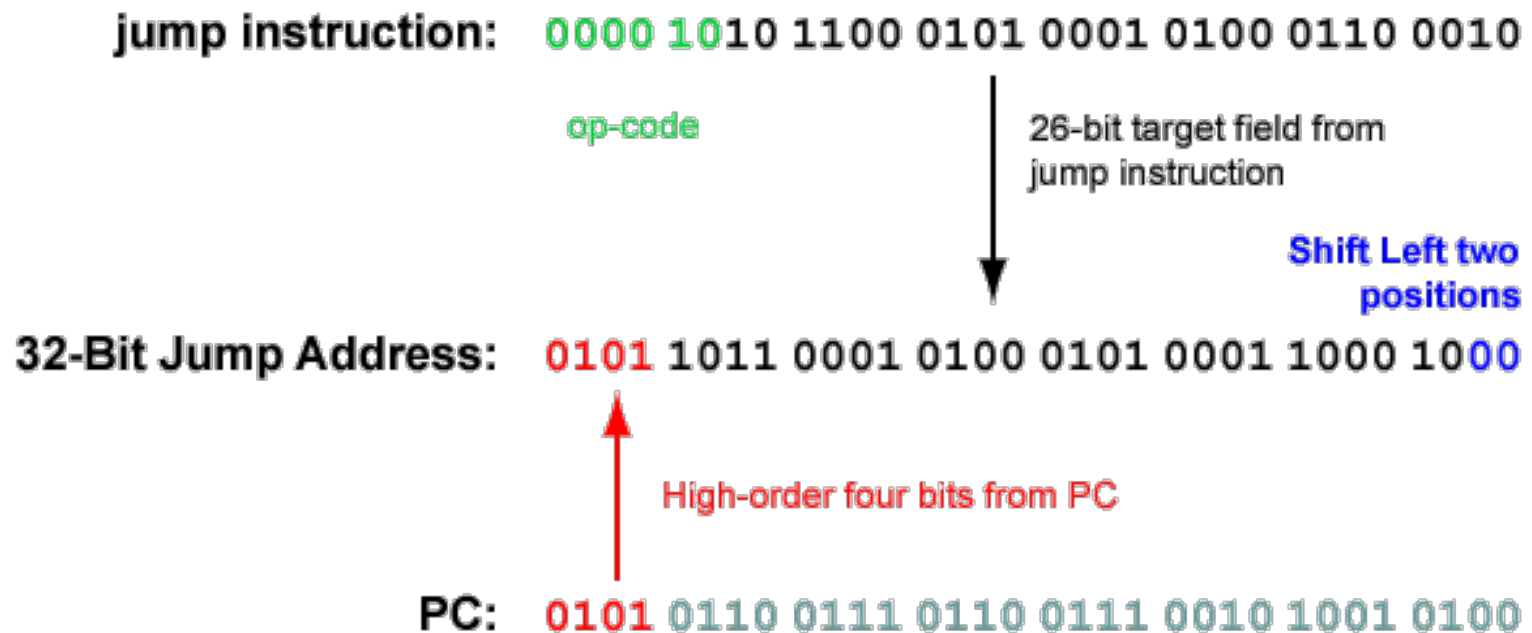 jump instruction: 0000 1010 1100 0101 0001 0100 0110 0010
op-code
26-bit target field from
jump instruction
Shift Left two
positions
32-Bit Jump Address: 0101 1011 0001 0100 0101 0001 1000 1000
High-order four bits from PC
PC: 0101 0110 0111 0110 0111 0010 1001 0100